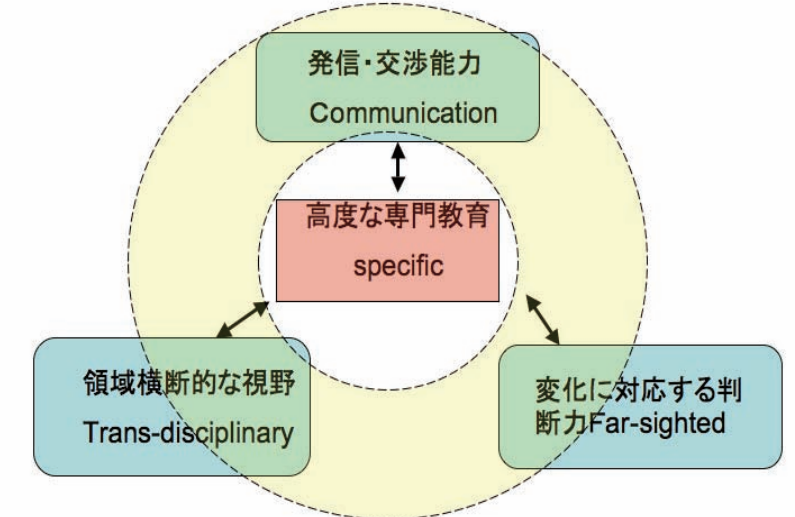 発信・交渉能力
Communication
高度な専門教育
specific
領域横断的な視野
Trans-disciplinary
変化に対応する判
断力Far-sighted